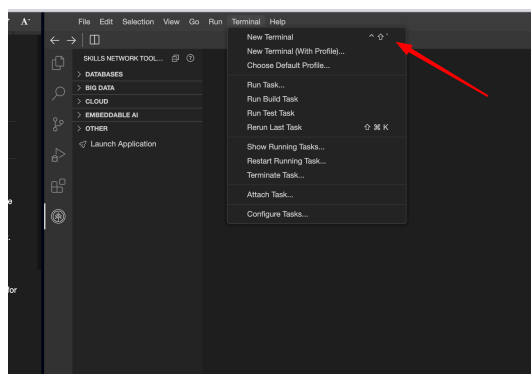 A-
File Edit Selection View Go Run Terminal Help
New Terminal ^ ⇧ `
New Terminal (With Profile)...
Choose Default Profile...
Run Task...
Run Build Task
Run Test Task
Rerun Last Task ⇧ ⌘ K
Show Running Tasks...
Restart Running Task...
Terminate Task...
Attach Task...
Configure Tasks...
SKILLS NETWORK TOOL...
> DATABASES
> BIG DATA
> CLOUD
> EMBEDDABLE AI
> OTHER
Launch Application
e
for